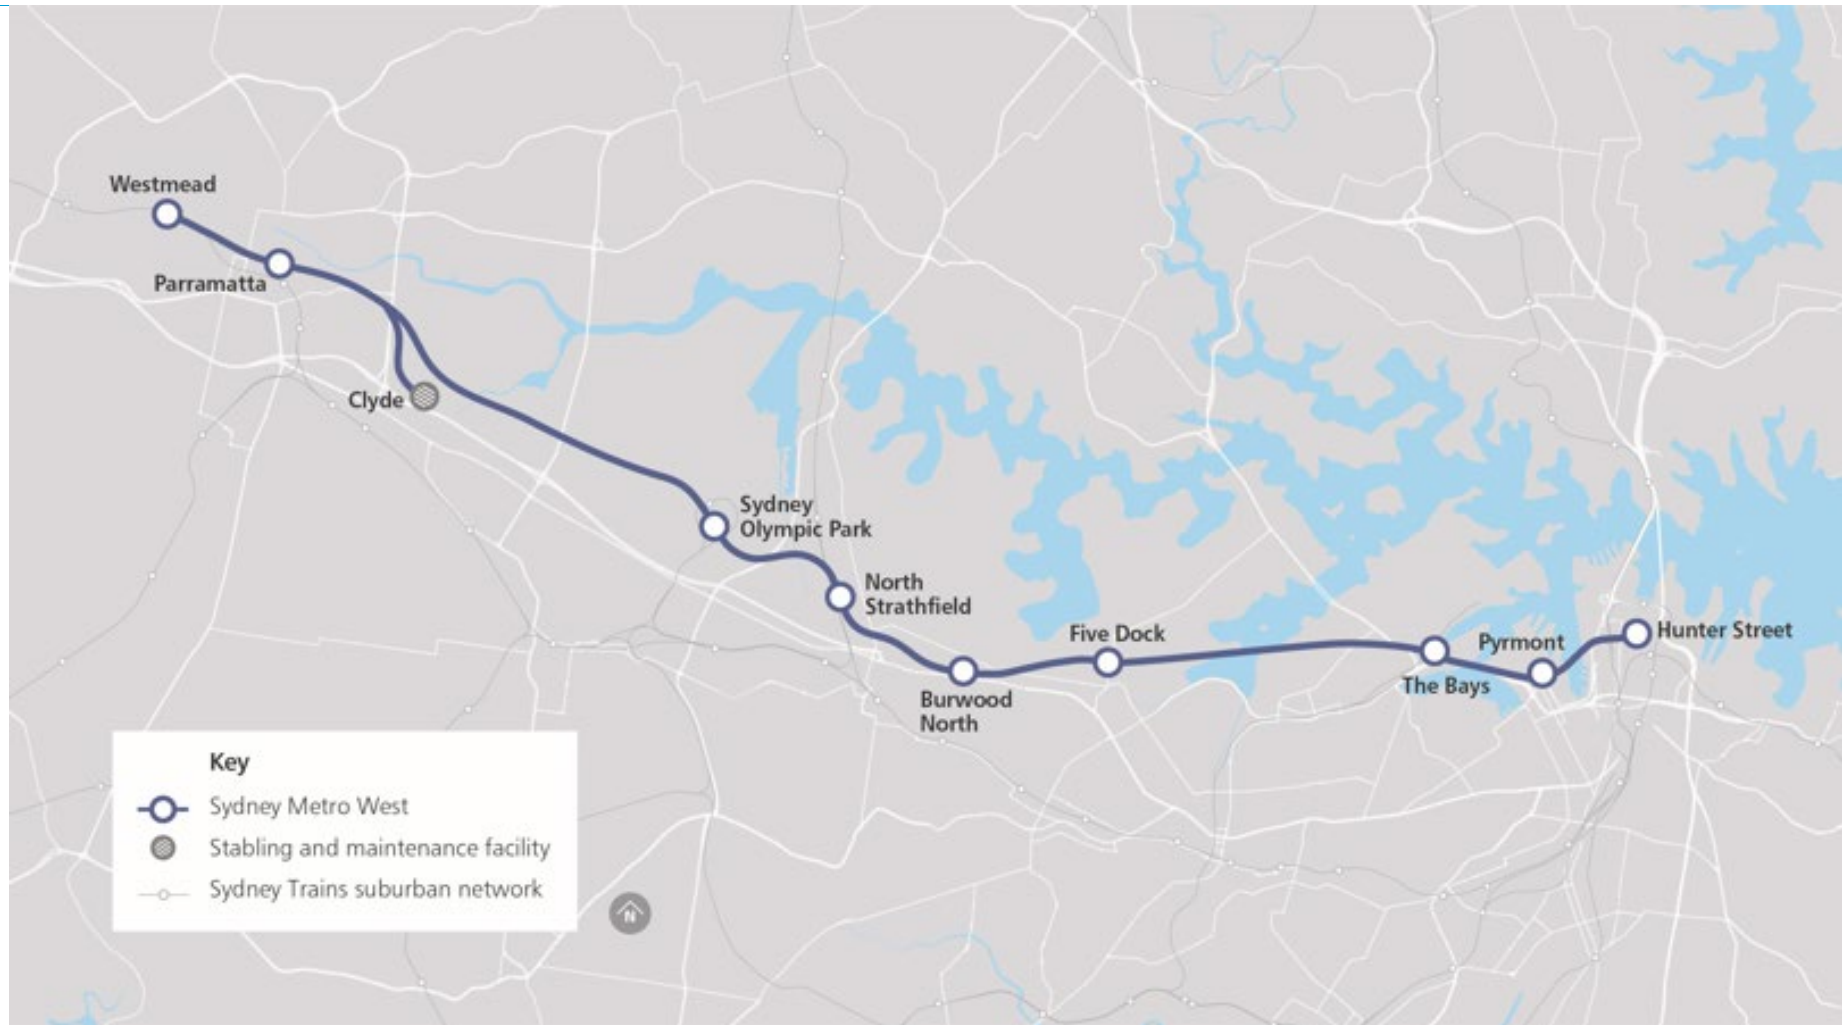 Westmead
Parramatta
Clyde
Sydney
Olympic Park
North
Strathfield
Five Dock
Burwood
North
Pyrmont
The Bays
Hunter Street
Key
Sydney Metro West
Stabling and maintenance facility
Sydney Trains suburban network
N